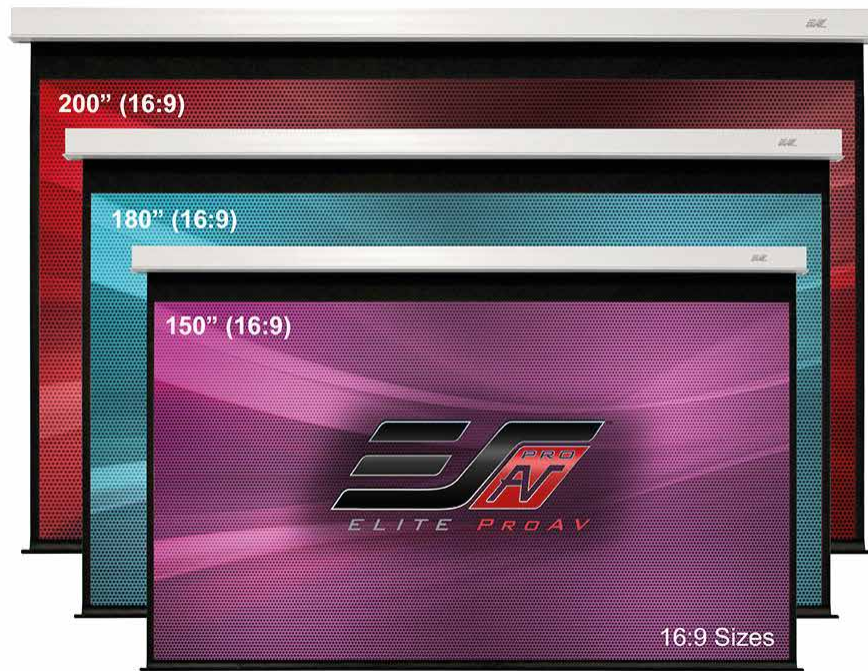 200” (16:9)
180” (16:9)
150” (16:9)
PRO
AV
ELITE PROAV
16:9 Sizes